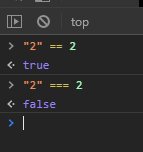 top
> "2" == 2
< true
> "2" === 2
< false
>